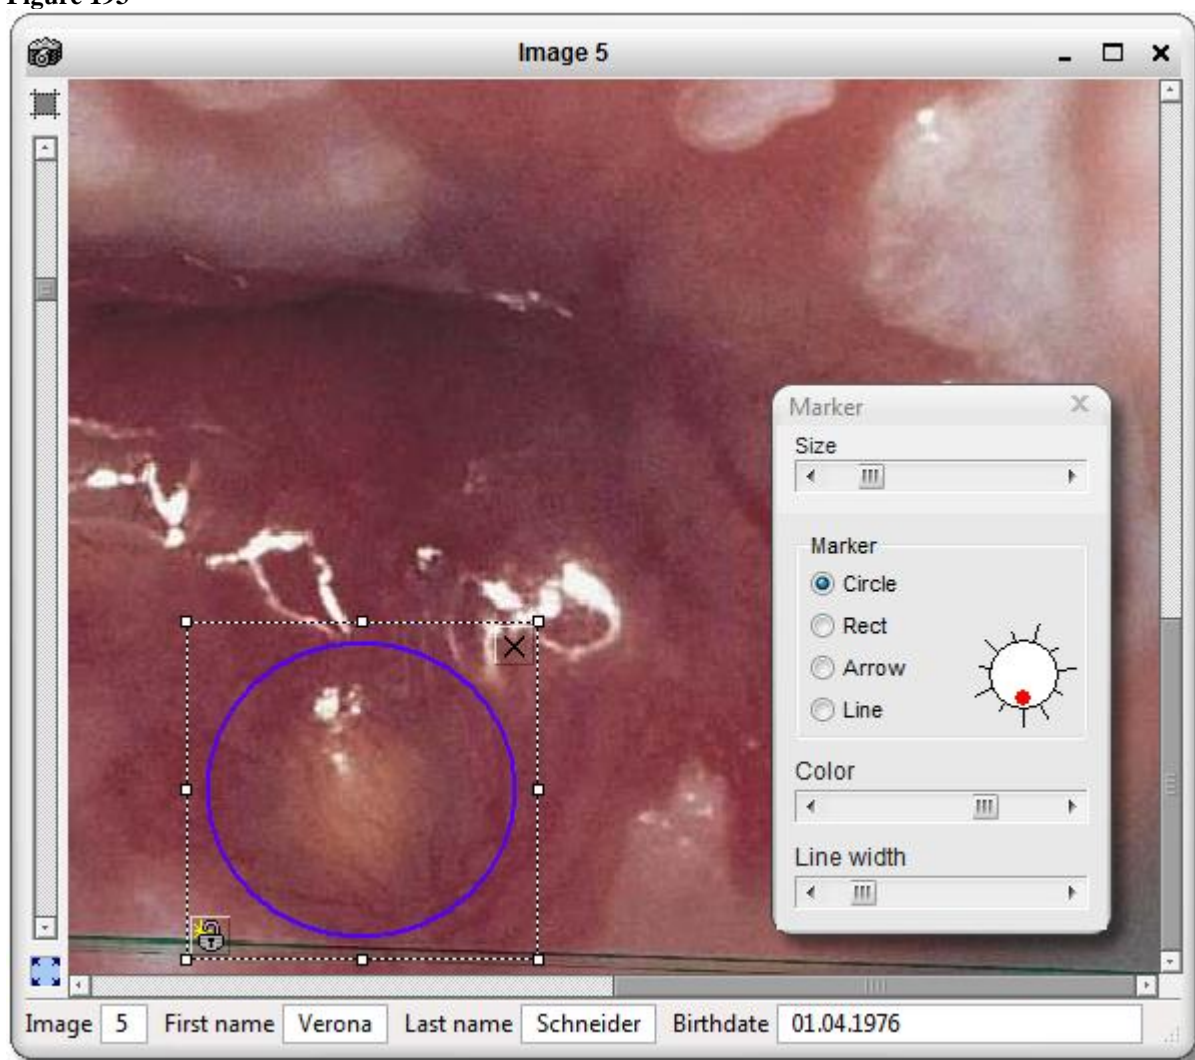 Figure 195
Image 5
Marker
Size
Marker
Circle
Rect
Arrow
Line
Color
Line width
Image 5 First name Verona Last name Schneider Birthdate 01.04.1976